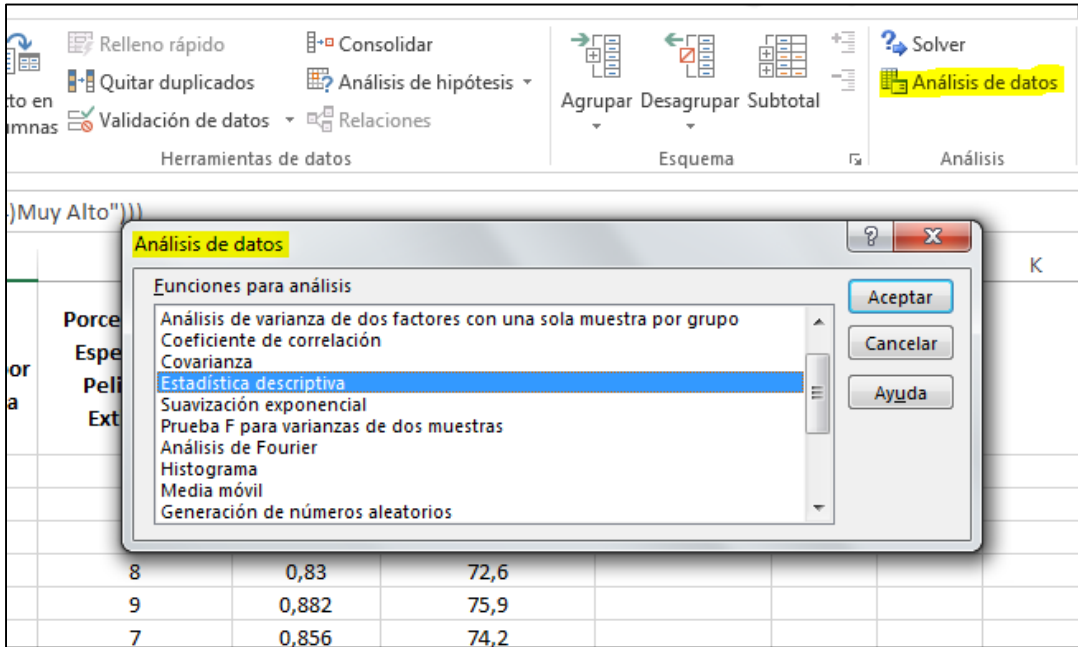 Relleno rápido
Consolidar
Solver
Quitar duplicados
Análisis de hipótesis
Análisis de datos
Agrupar Desagrupar Subtotal
Validación de datos
Relaciones
Herramientas de datos
Esquema
Análisis
)Muy Alto")))
Análisis de datos
K
Funciones para análisis
Aceptar
Análisis de varianza de dos factores con una sola muestra por grupo
Coeficiente de correlación
Cancelar
Covarianza
Estadística descriptiva
Ayuda
Suavización exponencial
Prueba F para varianzas de dos muestras
Análisis de Fourier
Histograma
Media móvil
Generación de números aleatorios
Porce
Espe
Peli
Ext
8 0,83 72,6
9 0,882 75,9
7 0,856 74,2